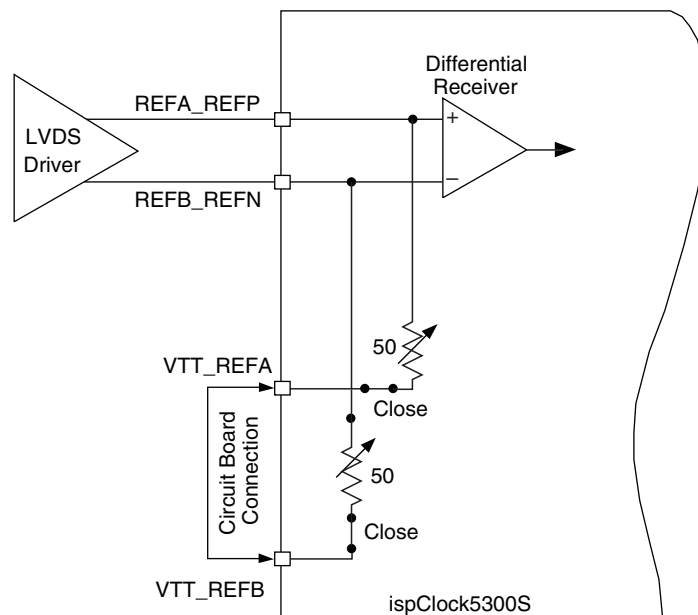 Differential
Receiver
REFA_REFP
+
LVDS
Driver
–
REFB_REFN
50
VTT_REFA
Close
Circuit Board
Connection
50
Close
VTT_REFB
ispClock5300S